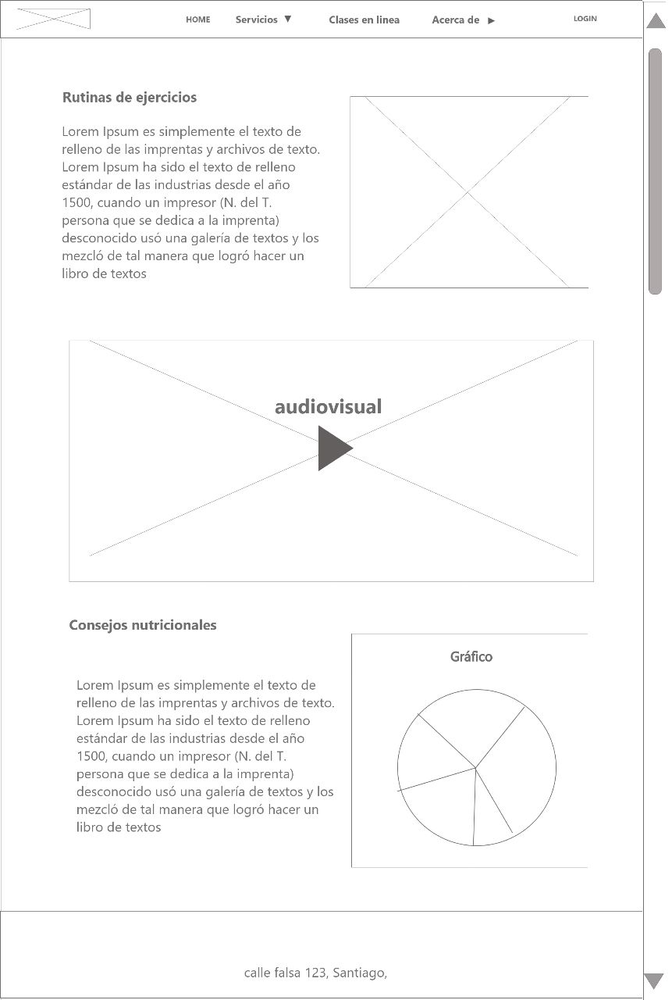 HOME Servicios Clases en linea Acerca de LOGIN
Rutinas de ejercicios
Lorem Ipsum es simplemente el texto de
relleno de las imprentas y archivos de texto.
Lorem Ipsum ha sido el texto de relleno
estándar de las industrias desde el año
1500, cuando un impresor (N. del T.
persona que se dedica a la imprenta)
desconocido usó una galería de textos y los
mezcló de tal manera que logró hacer un
libro de textos
audiovisual
Consejos nutricionales
Lorem Ipsum es simplemente el texto de
relleno de las imprentas y archivos de texto.
Lorem Ipsum ha sido el texto de relleno
estándar de las industrias desde el año
1500, cuando un impresor (N. del T.
persona que se dedica a la imprenta)
desconocido usó una galería de textos y los
mezcló de tal manera que logró hacer un
libro de textos
Gráfico
calle falsa 123, Santiago,